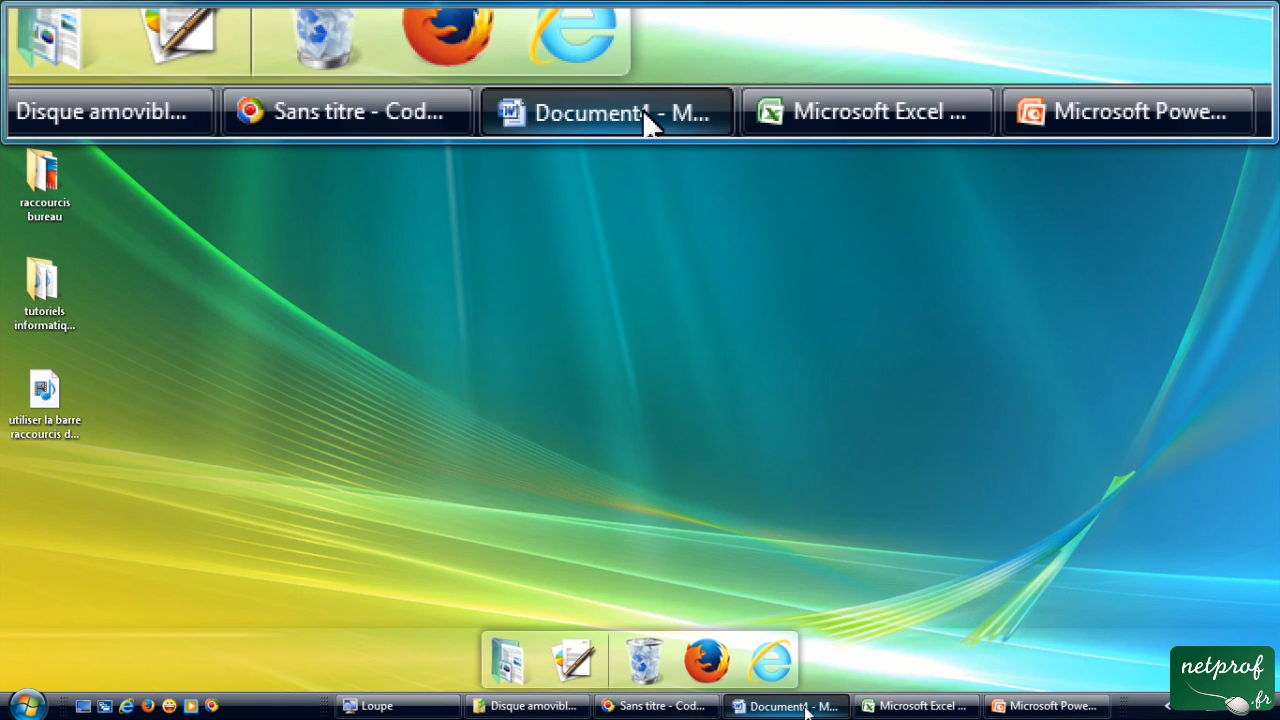 Disque amovibl...
Sans titre - Cod...
Document1 - M...
Microsoft Excel ...
Microsoft Powe...
raccourcis
bureau
tutoriels
informatiq...
utiliser la barre
raccourcis d...
netprof
.fr
Loupe
Disque amovibl...
Sans titre - Cod...
Document1 - M...
Microsoft Excel ...
Microsoft Powe...